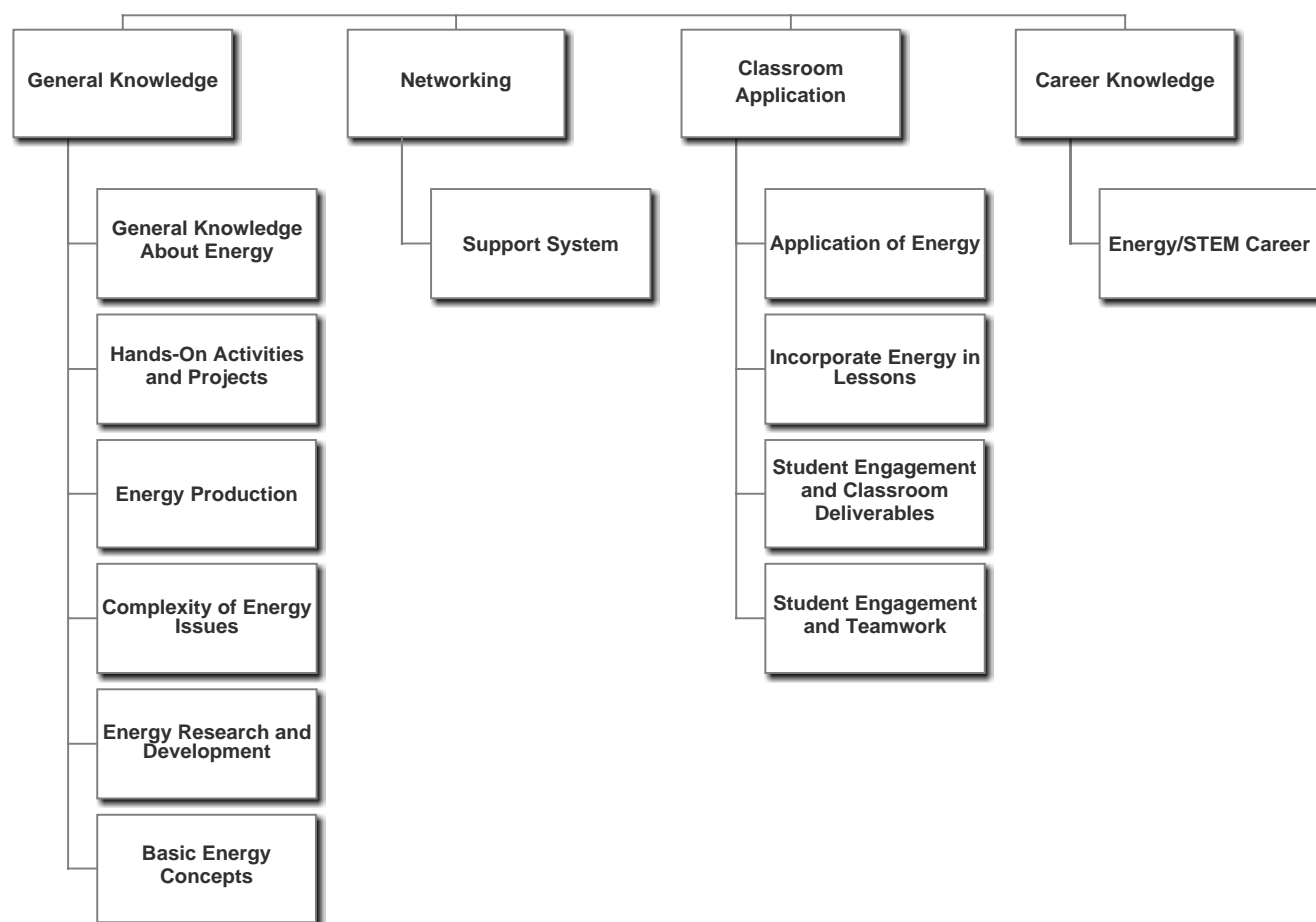 General Knowledge
Networking
Classroom
Application
Career Knowledge
General Knowledge
About Energy
Hands-On Activities
and Projects
Energy Production
Complexity of Energy
Issues
Energy Research and
Development
Basic Energy
Concepts
Support System
Application of Energy
Incorporate Energy in
Lessons
Student Engagement
and Classroom
Deliverables
Student Engagement
and Teamwork
Energy/STEM Career